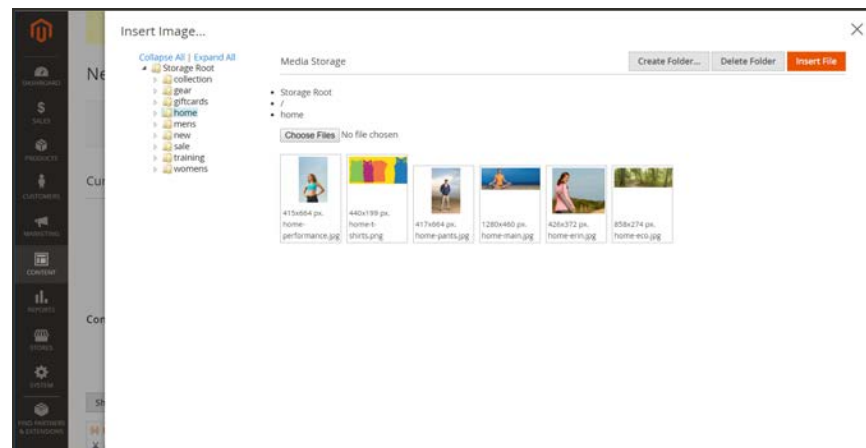 Insert Image...
Collapse All | Expand All
Storage Root
collection
gear
giftcards
home
mens
new
sale
training
womens
Media Storage
Create Folder...
Delete Folder
Insert File
Storage Root
/
home
Choose Files No file chosen
415x664 px.
home-
performance.jpg
440x199 px.
home-t-
shirts.png
417x664 px.
home-pants.jpg
1280x460 px.
home-main.jpg
426x372 px.
home-erin.jpg
858x274 px.
home-eco.jpg
DASHBOARD
SALES
PRODUCTS
CUSTOMERS
MARKETING
CONTENT
REPORTS
STORES
SYSTEM
FIND PARTNERS
& EXTENSIONS
Ne
Cur
Con
Sh